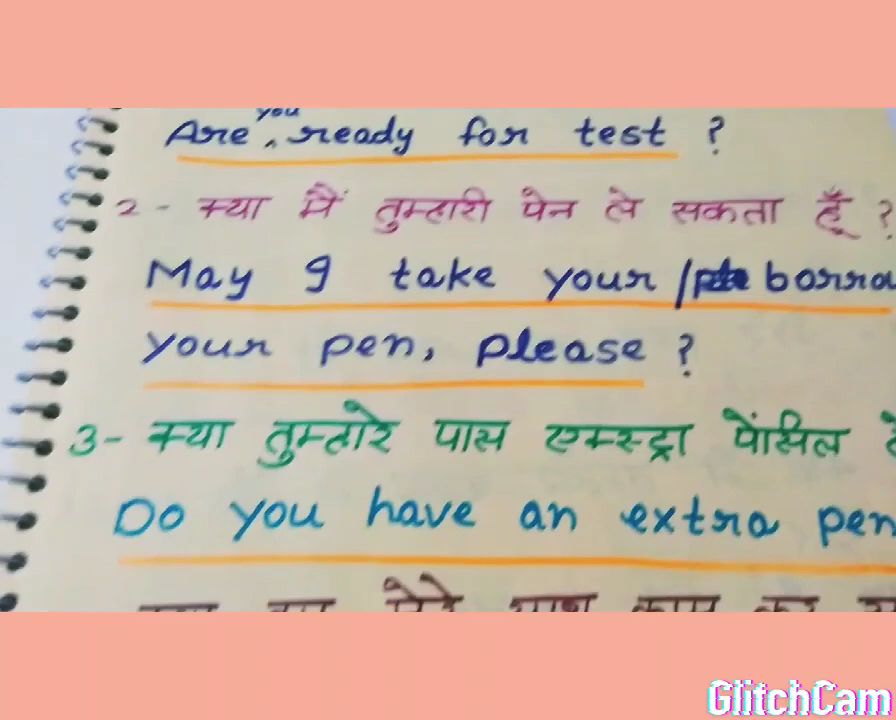 Are you, ready for test ?
2 - क्या मैं तुम्हारी पेन ले सकता हूँ ?
May I take your / borro
your pen, please ?
3- क्या तुम्हारे पास एक्स्ट्रा पेंसिल है
Do you have an extra pen
GlitchCam